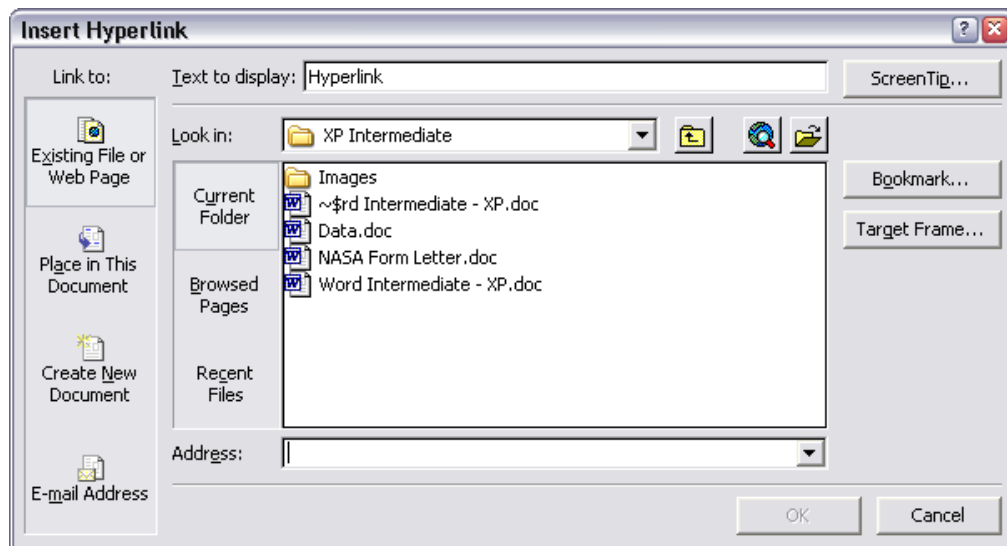 Insert Hyperlink
Link to:
Text to display: Hyperlink
ScreenTip...
Existing File or
Web Page
Look in: XP Intermediate
Current
Folder
Images
~$rd Intermediate - XP.doc
Data.doc
NASA Form Letter.doc
Word Intermediate - XP.doc
Bookmark...
Target Frame...
Place in This
Document
Browsed
Pages
Create New
Document
Recent
Files
Address:
E-mail Address
OK
Cancel